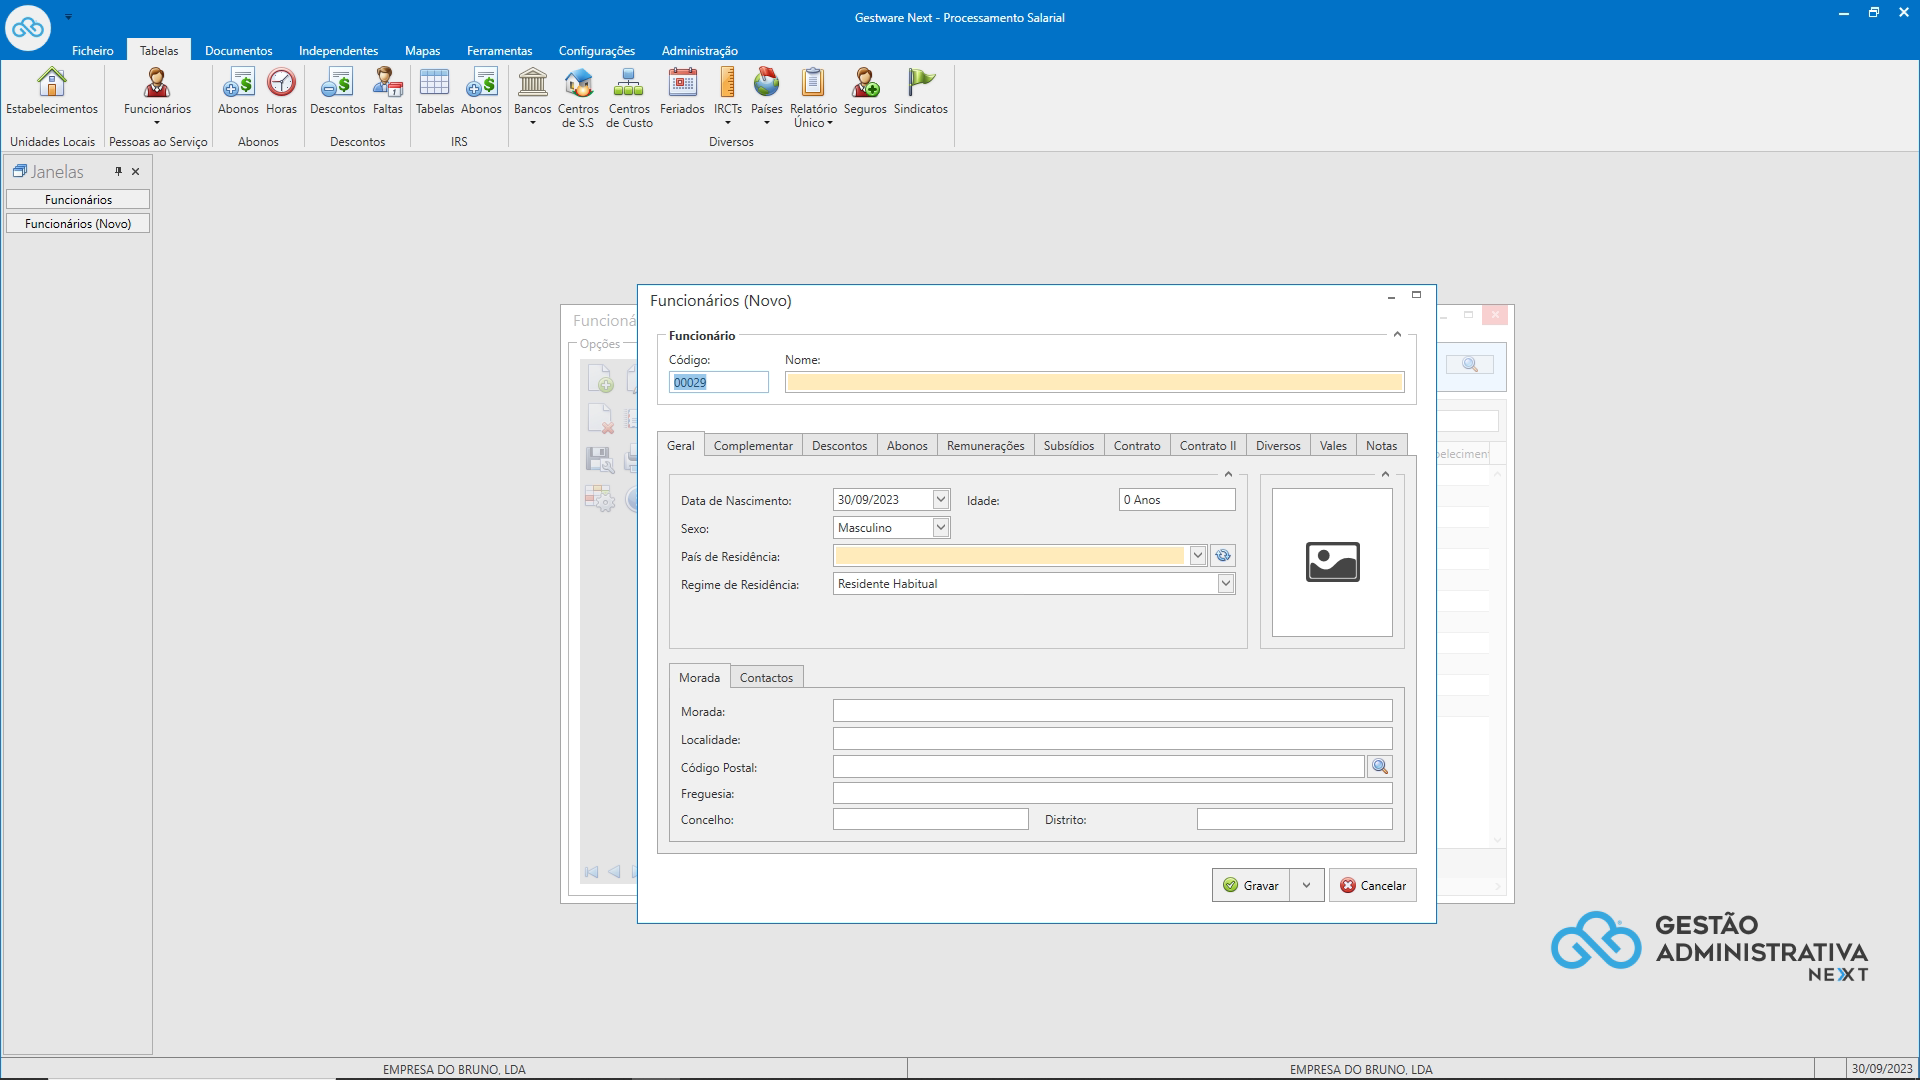 Gestware Next - Processamento Salarial
Ficheiro Tabelas Documentos Independentes Mapas Ferramentas Configurações Administração
Estabelecimentos Funcionários Abonos Horas Descontos Faltas Tabelas Abonos Bancos Centros de S.S Centros de Custo Feriados IRCTs Países Relatório Único Seguros Sindicatos
Unidades Locais Pessoas ao Serviço Abonos Descontos IRS Diversos
Janelas
Funcionários
Funcionários (Novo)
Funcioná
Opções
Funcionários (Novo)
Funcionário
Código: Nome:
00029
Geral Complementar Descontos Abonos Remunerações Subsídios Contrato Contrato II Diversos Vales Notas
Data de Nascimento: 30/09/2023 Idade: 0 Anos
Sexo: Masculino
País de Residência:
Regime de Residência: Residente Habitual
Morada Contactos
Morada:
Localidade:
Código Postal:
Freguesia:
Concelho: Distrito:
Gravar Cancelar
GESTÃO
ADMINISTRATIVA
NEXT
EMPRESA DO BRUNO, LDA EMPRESA DO BRUNO, LDA 30/09/2023